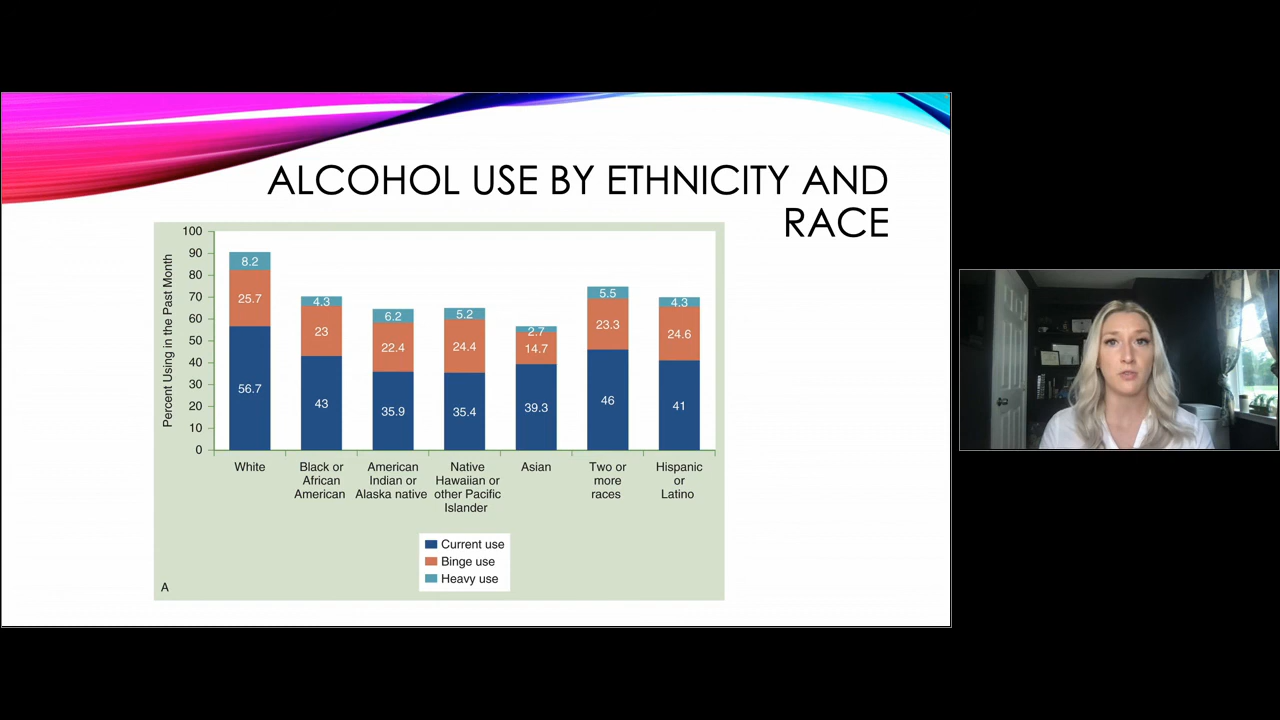 ALCOHOL USE BY ETHNICITY AND
RACE
Percent Using in the Past Month
100
90
80
70
60
50
40
30
20
10
0
8.2
25.7
56.7
4.3
23
43
6.2
22.4
35.9
5.2
24.4
35.4
2.7
14.7
39.3
5.5
23.3
46
4.3
24.6
41
White
Black or
African
American
American
Indian or
Alaska native
Native
Hawaiian or
other Pacific
Islander
Asian
Two or
more
races
Hispanic
or
Latino
Current use
Binge use
Heavy use
A